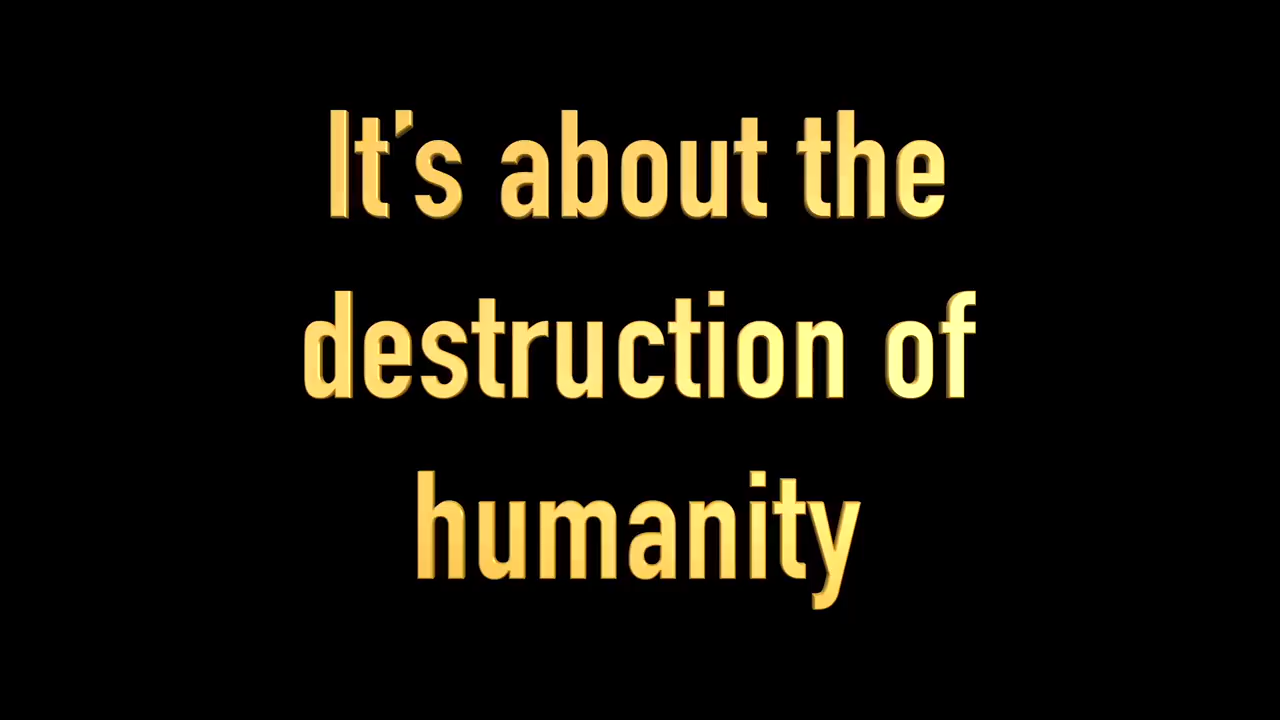 It’s about the
destruction of
humanity